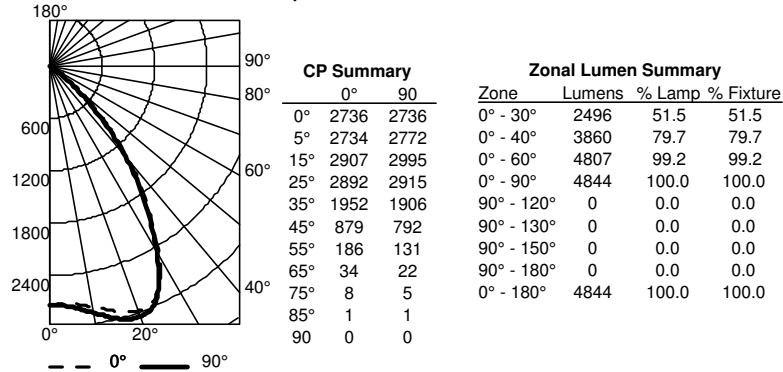 180°
90°
80°
60°
40°
600
1200
1800
2400
0° 20°
0° 90°
CP Summary
0° 90
0° 2736 2736
5° 2734 2772
15° 2907 2995
25° 2892 2915
35° 1952 1906
45° 879 792
55° 186 131
65° 34 22
75° 8 5
85° 1 1
90 0 0
Zonal Lumen Summary
Zone Lumens % Lamp % Fixture
0° - 30° 2496 51.5 51.5
0° - 40° 3860 79.7 79.7
0° - 60° 4807 99.2 99.2
0° - 90° 4844 100.0 100.0
90° - 120° 0 0.0 0.0
90° - 130° 0 0.0 0.0
90° - 150° 0 0.0 0.0
90° - 180° 0 0.0 0.0
0° - 180° 4844 100.0 100.0